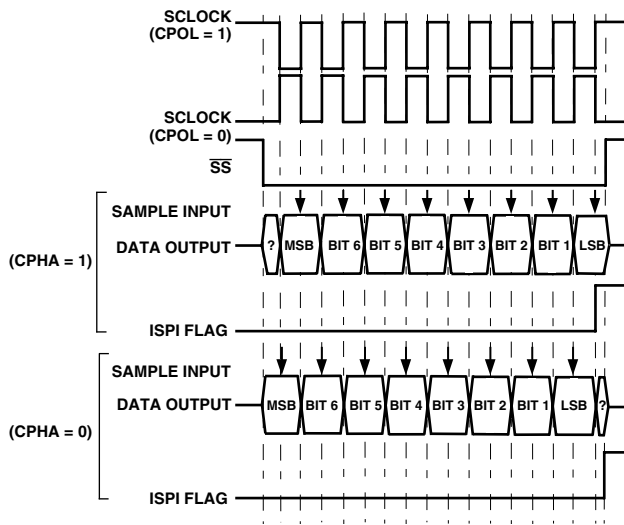 SCLOCK
(CPOL = 1)
SCLOCK
(CPOL = 0)
SS
SAMPLE INPUT
DATA OUTPUT
? MSB BIT 6 BIT 5 BIT 4 BIT 3 BIT 2 BIT 1 LSB
(CPHA = 1)
ISPI FLAG
SAMPLE INPUT
DATA OUTPUT
MSB BIT 6 BIT 5 BIT 4 BIT 3 BIT 2 BIT 1 LSB ?
(CPHA = 0)
ISPI FLAG